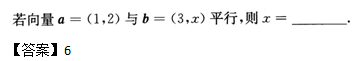 若向量 a = (1,2) 与 b = (3,x) 平行,则 x = ________.
【答案】6